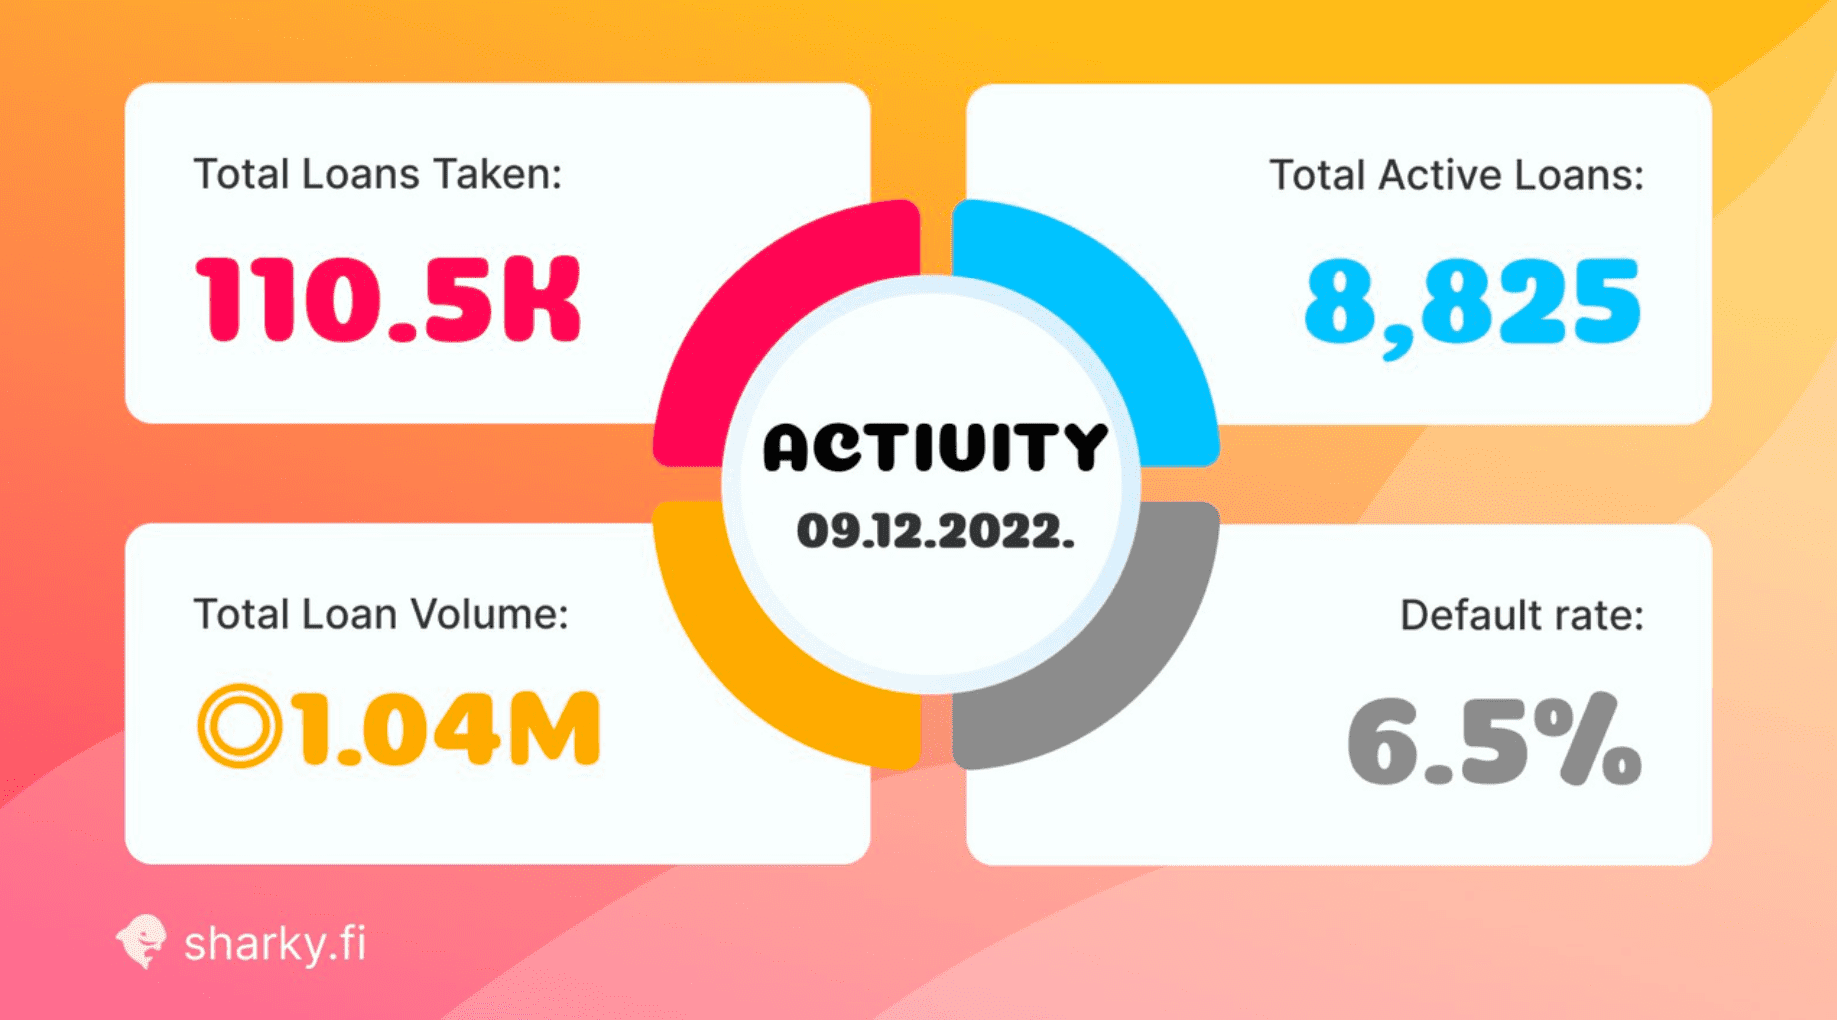 Total Loans Taken:
110.5K
Total Active Loans:
8,825
ACTIVITY
09.12.2022.
Total Loan Volume:
1.04M
Default rate:
6.5%
sharky.fi